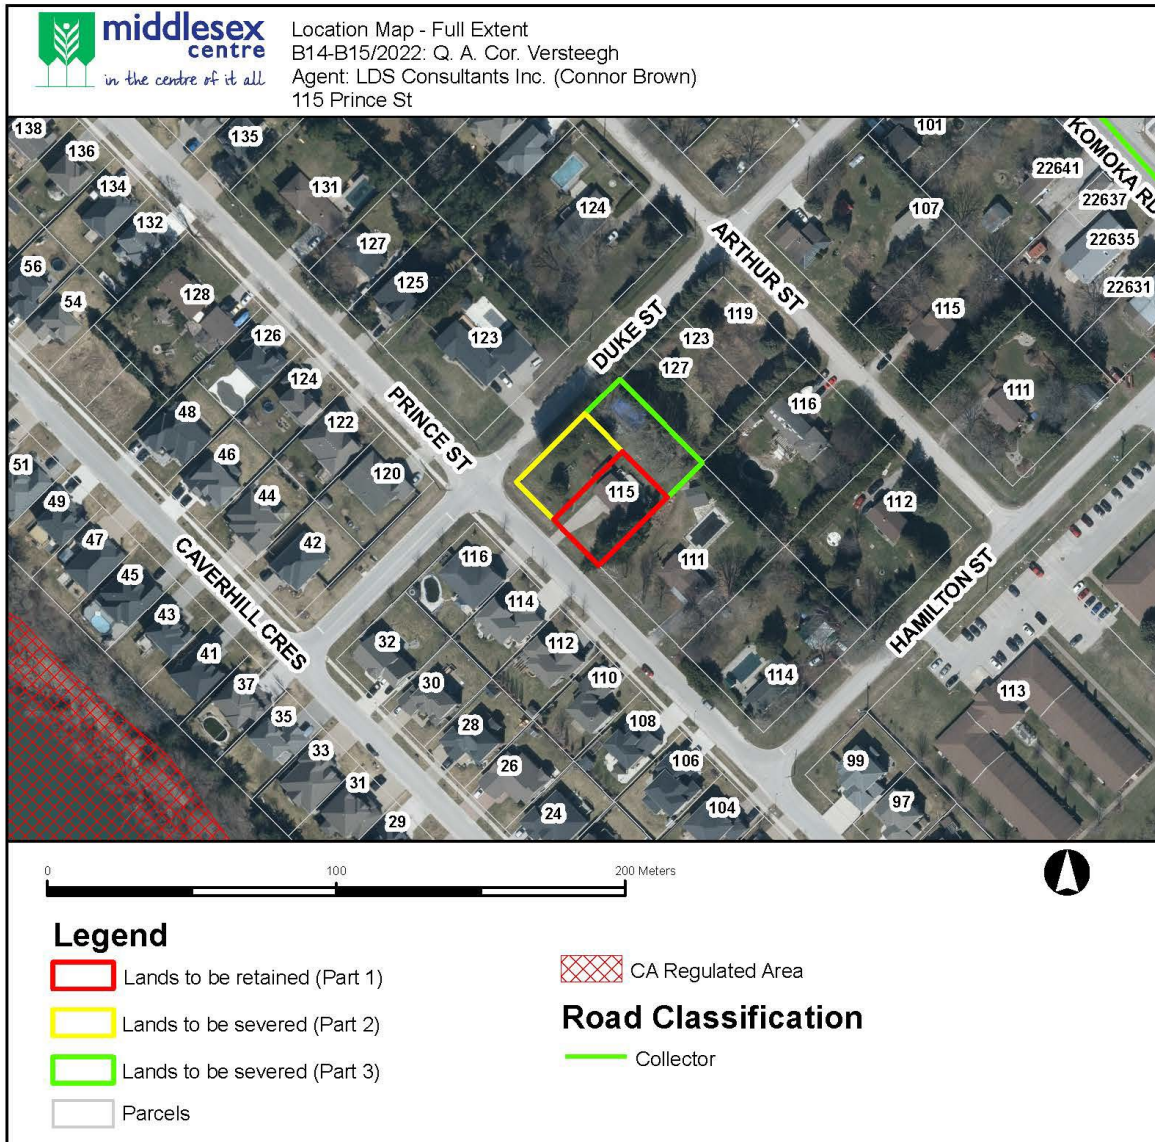 middlesex
centre
in the centre of it all
Location Map - Full Extent
B14-B15/2022: Q. A. Cor. Versteegh
Agent: LDS Consultants Inc. (Connor Brown)
115 Prince St
138
135
101
KOMOKA RD
136
22641
131
134
22637
124
107
132
127
22635
ARTHUR ST
56
125
22631
54
128
119
115
DUKE ST
126
123
123
127
124
111
116
PRINCE ST
48
122
46
51
120
115
49
44
112
47
42
111
116
45
CAVERHILL CRES
HAMILTON ST
43
114
32
112
41
114
110
37
30
113
35
28
108
33
26
106
99
31
24
104
97
29
0
100
200 Meters
Legend
Lands to be retained (Part 1)
Lands to be severed (Part 2)
Lands to be severed (Part 3)
Parcels
CA Regulated Area
Road Classification
Collector